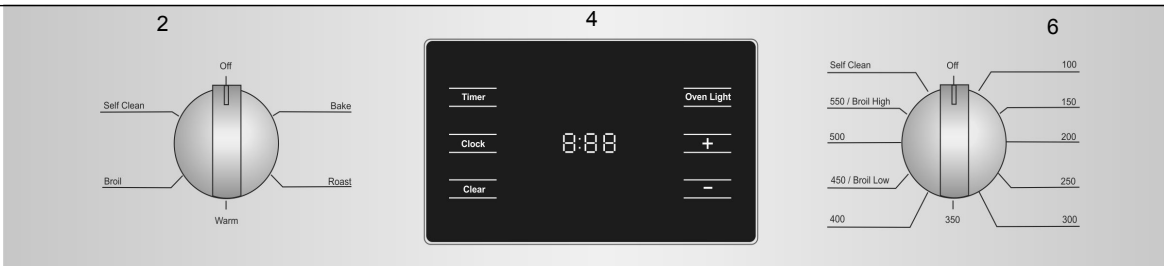 2
4
6
Off
Self Clean
Bake
Broil
Roast
Warm
Timer
Oven Light
Clock
8:88
+
Clear
-
Self Clean
Off
100
550 / Broil High
150
500
200
450 / Broil Low
250
400
350
300